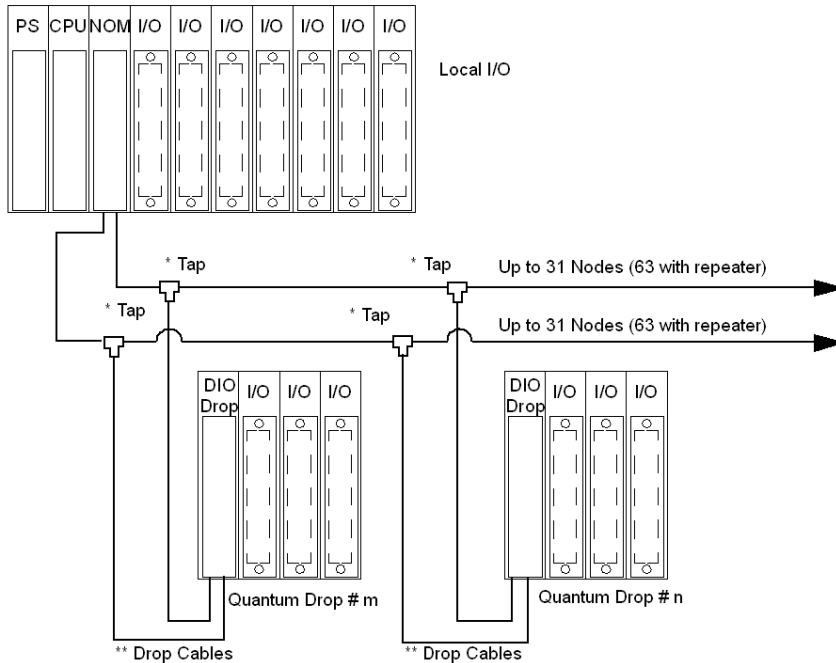 PS CPU NOM I/O I/O I/O I/O I/O I/O I/O
Local I/O
* Tap
* Tap
Up to 31 Nodes (63 with repeater)
* Tap
* Tap
Up to 31 Nodes (63 with repeater)
DIO Drop I/O I/O I/O
DIO Drop I/O I/O I/O
Quantum Drop # m
Quantum Drop # n
** Drop Cables
** Drop Cables